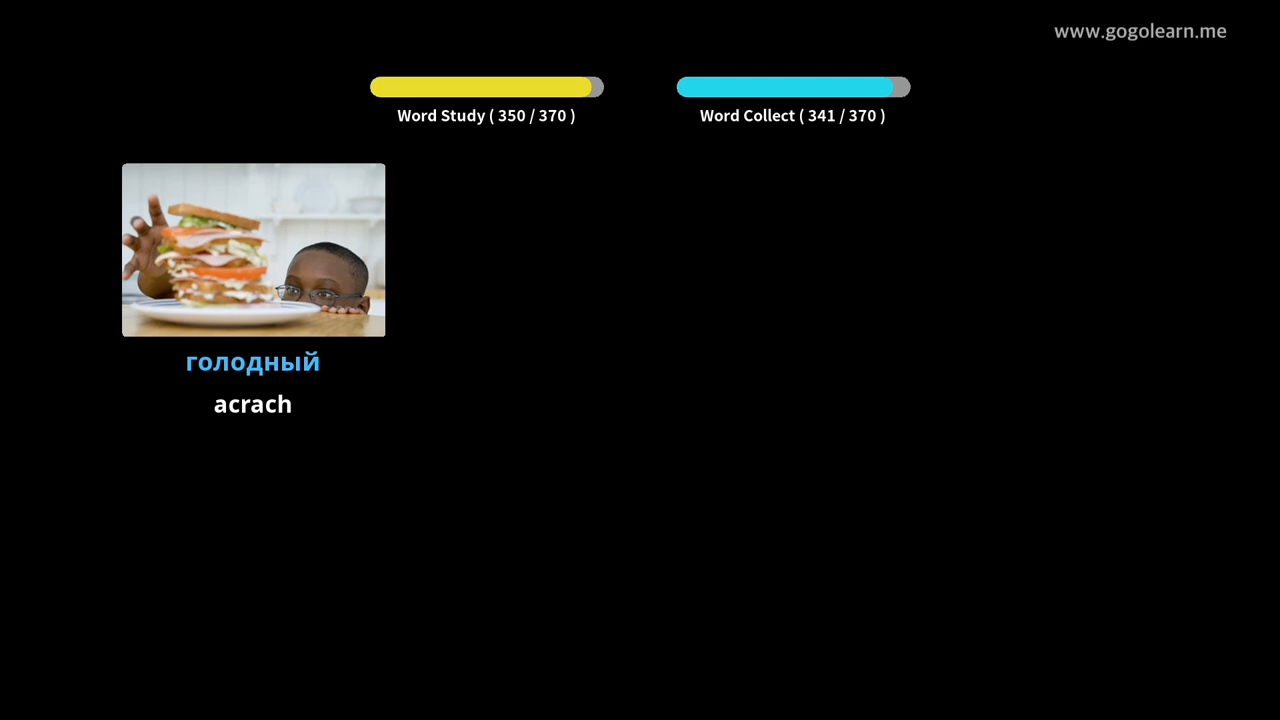 www.gogolearn.me
Word Study ( 350 / 370 )
Word Collect ( 341 / 370 )
голодный
acrach